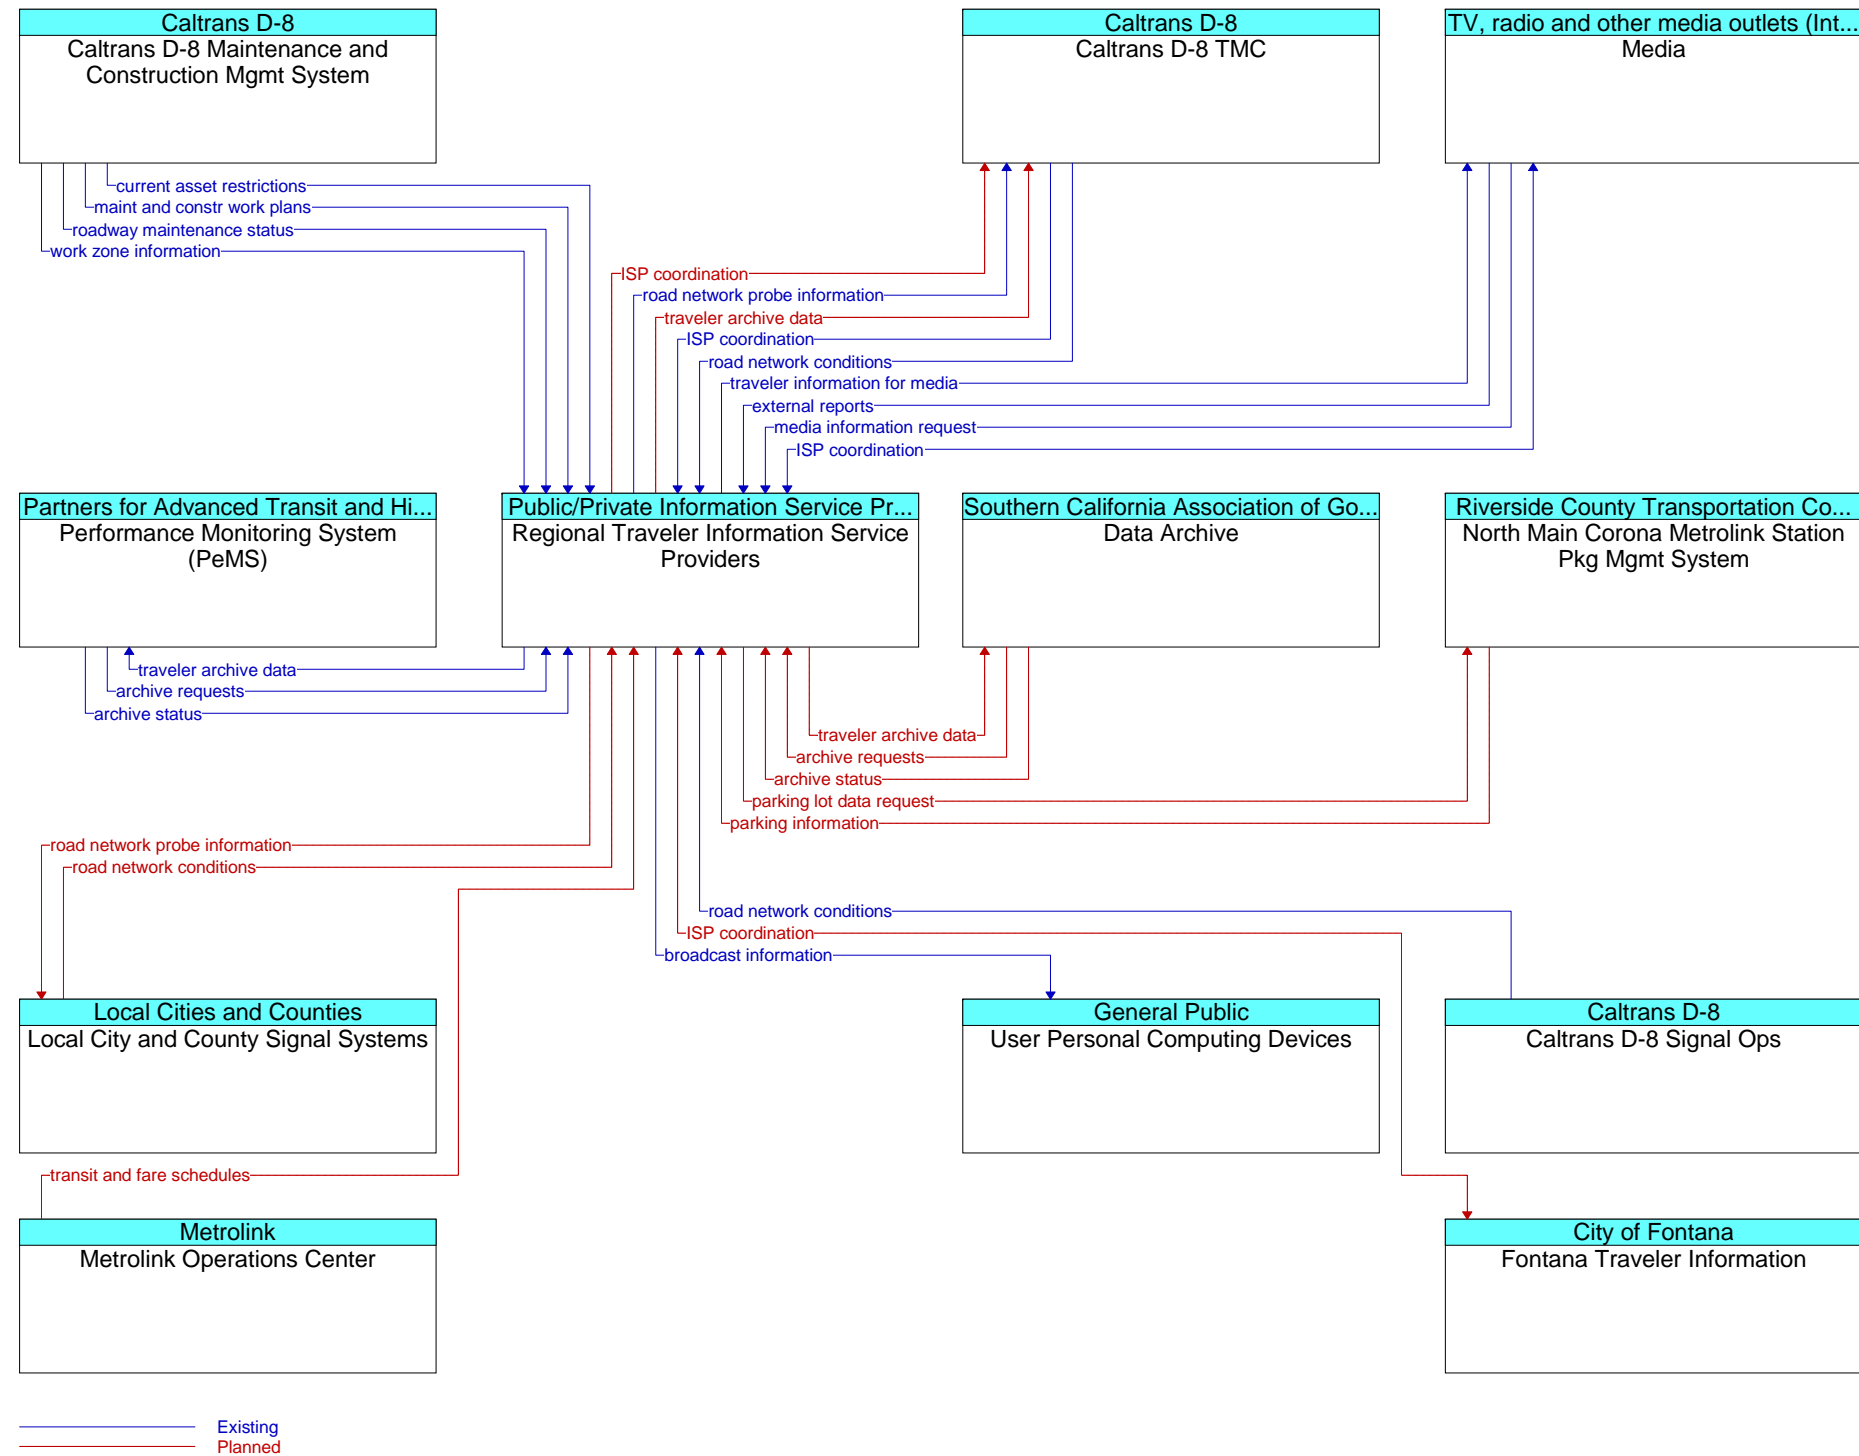 Caltrans D-8
Caltrans D-8 Maintenance and
Construction Mgmt System
Caltrans D-8
Caltrans D-8 TMC
TV, radio and other media outlets (Int...
Media
current asset restrictions
maint and constr work plans
roadway maintenance status
work zone information
ISP coordination
road network probe information
traveler archive data
ISP coordination
road network conditions
traveler information for media
external reports
media information request
ISP coordination
Partners for Advanced Transit and Hi...
Performance Monitoring System
(PeMS)
Public/Private Information Service Pr...
Regional Traveler Information Service
Providers
Southern California Association of Go...
Data Archive
Riverside County Transportation Co...
North Main Corona Metrolink Station
Pkg Mgmt System
traveler archive data
archive requests
archive status
traveler archive data
archive requests
archive status
parking lot data request
parking information
road network probe information
road network conditions
road network conditions
ISP coordination
broadcast information
Local Cities and Counties
Local City and County Signal Systems
General Public
User Personal Computing Devices
Caltrans D-8
Caltrans D-8 Signal Ops
transit and fare schedules
Metrolink
Metrolink Operations Center
City of Fontana
Fontana Traveler Information
Existing
Planned